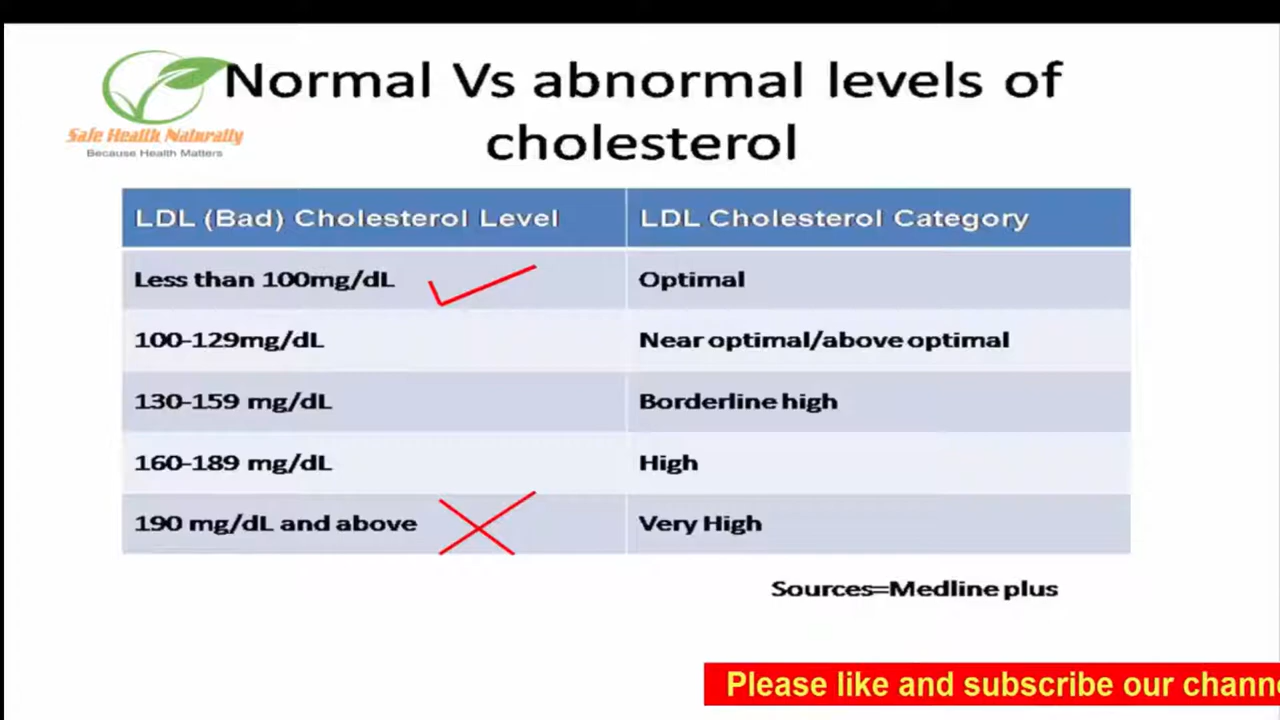 Normal Vs abnormal levels of
cholesterol
Safe Health Naturally
Because Health Matters
LDL (Bad) Cholesterol Level LDL Cholesterol Category
Less than 100mg/dL Optimal
100-129mg/dL Near optimal/above optimal
130-159 mg/dL Borderline high
160-189 mg/dL High
190 mg/dL and above Very High
Sources=Medline plus
Please like and subscribe our channe